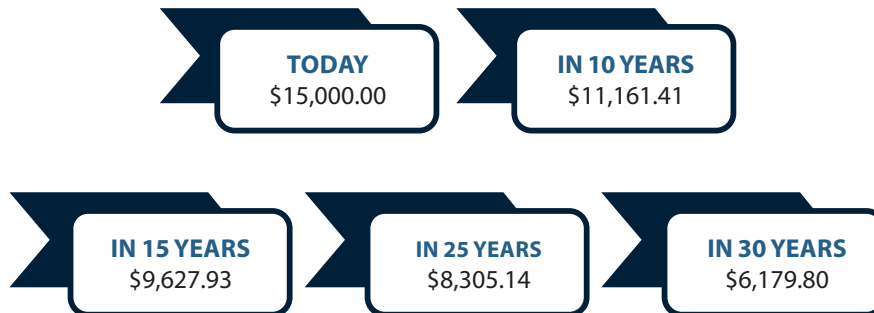 TODAY
$15,000.00
IN 10 YEARS
$11,161.41
IN 15 YEARS
$9,627.93
IN 25 YEARS
$8,305.14
IN 30 YEARS
$6,179.80